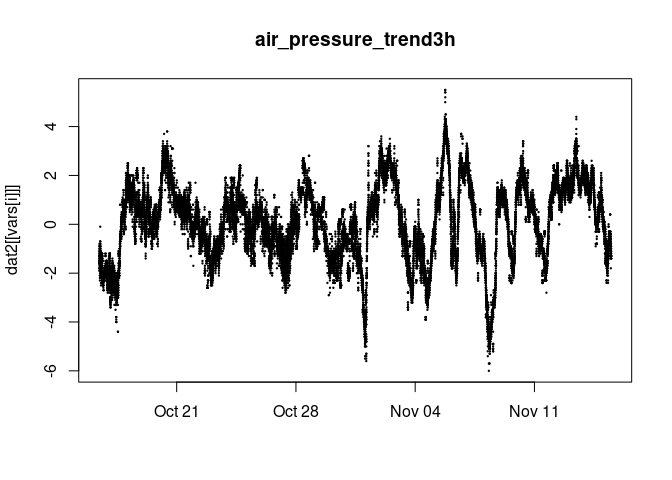 air_pressure_trend3h
dat2[[vars[i]]]
4
2
0
-2
-4
-6
Oct 21
Oct 28
Nov 04
Nov 11